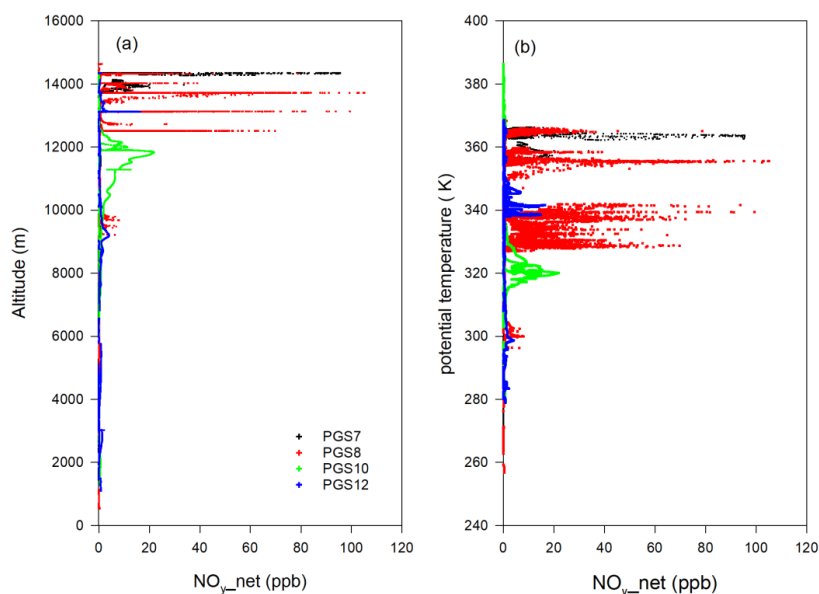 (a)
16000
14000
12000
10000
8000
6000
4000
2000
0
Altitude (m)
0 20 40 60 80 100 120
NOy_net (ppb)
+ PGS7
+ PGS8
+ PGS10
+ PGS12
(b)
400
380
360
340
320
300
280
260
240
potential temperature ( K)
0 20 40 60 80 100 120
NOy_net (ppb)